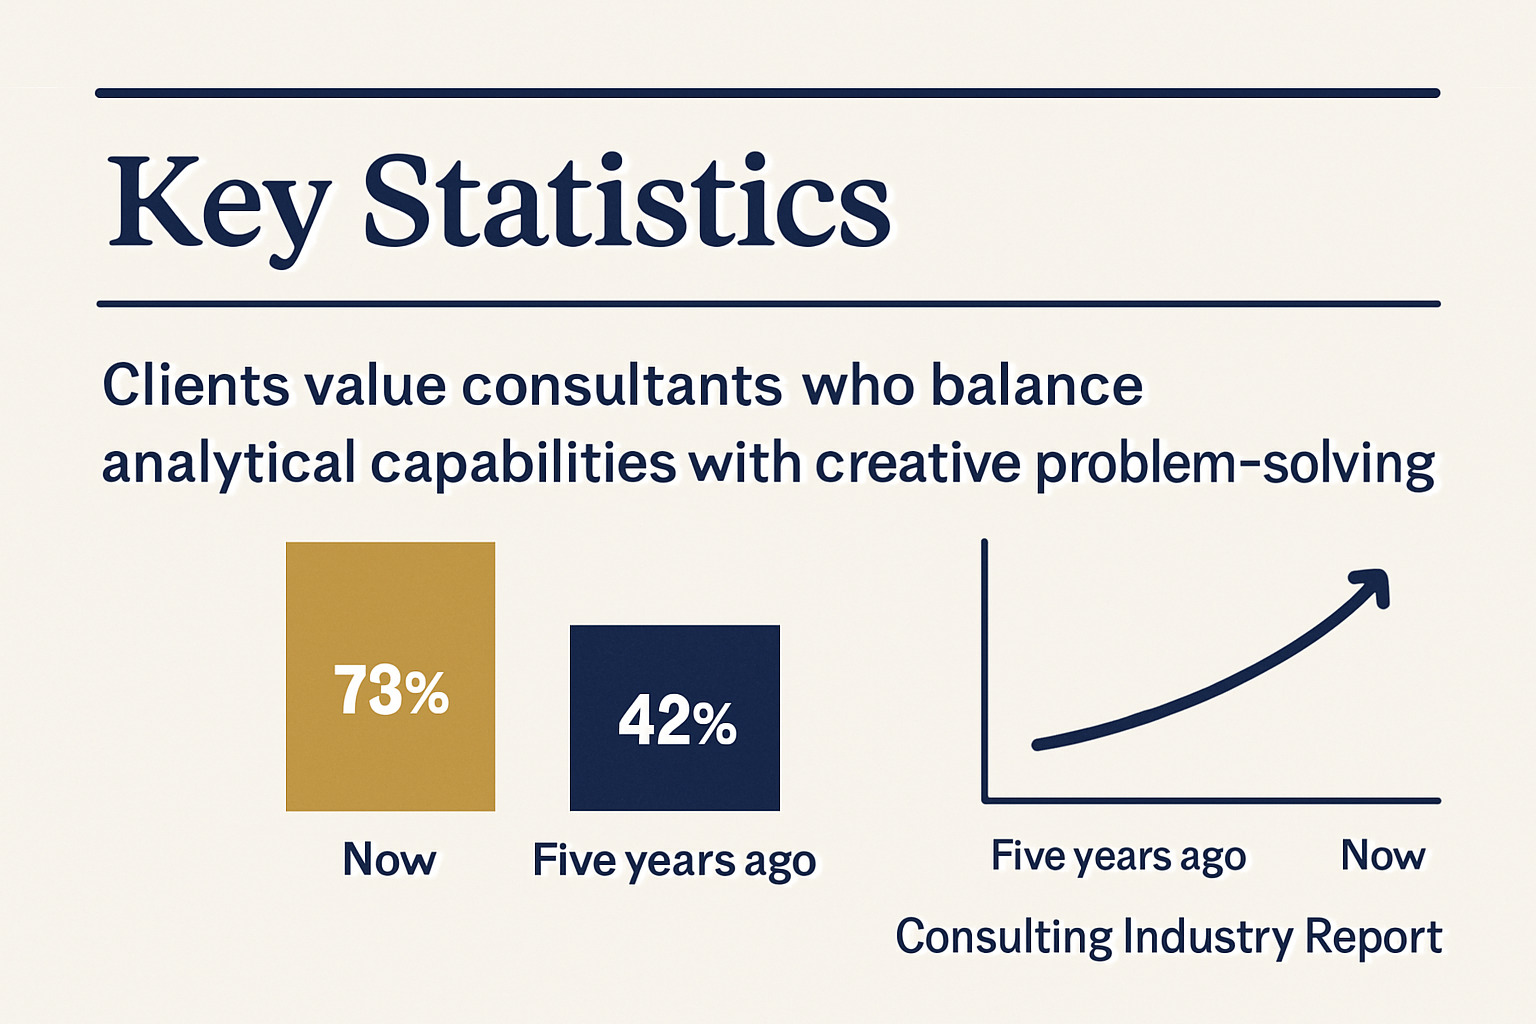 Key Statistics
Clients value consultants who balance
analytical capabilities with creative problem-solving
73%
42%
Now
Five years ago
Five years ago
Now
Consulting Industry Report